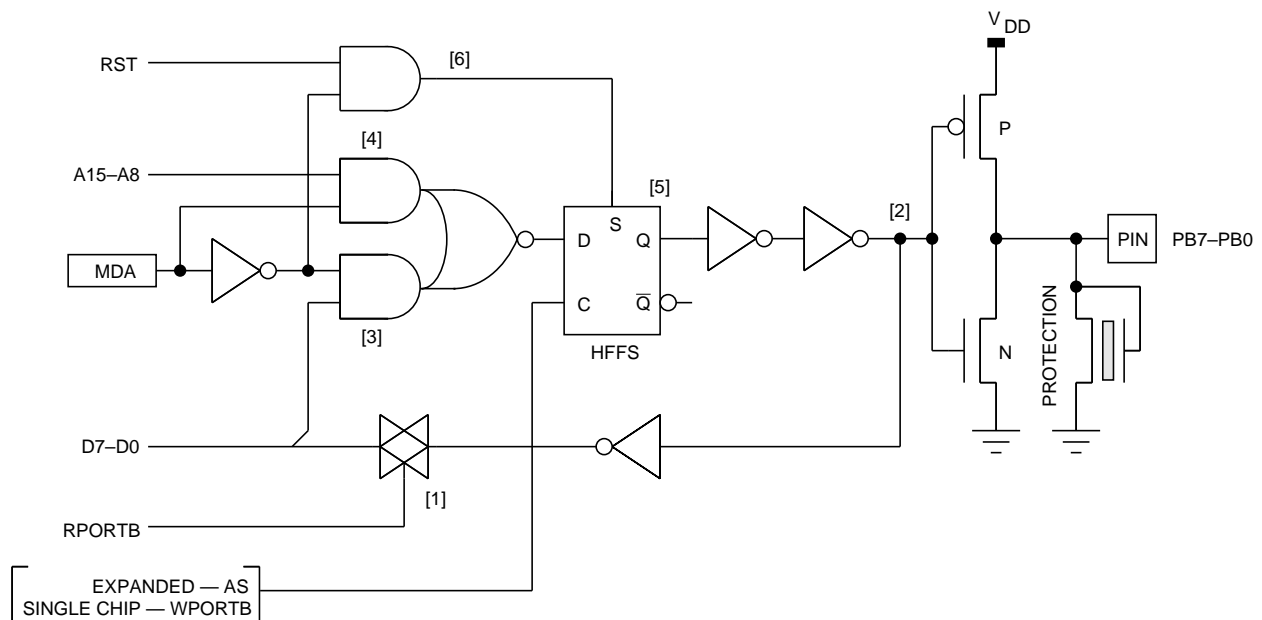 V DD
RST
[6]
P
[4]
A15–A8
[5]
S
[2]
D
Q
PIN
PB7–PB0
MDA
C
Q
PROTECTION
[3]
HFFS
N
D7–D0
[1]
RPORTB
EXPANDED — AS
SINGLE CHIP — WPORTB